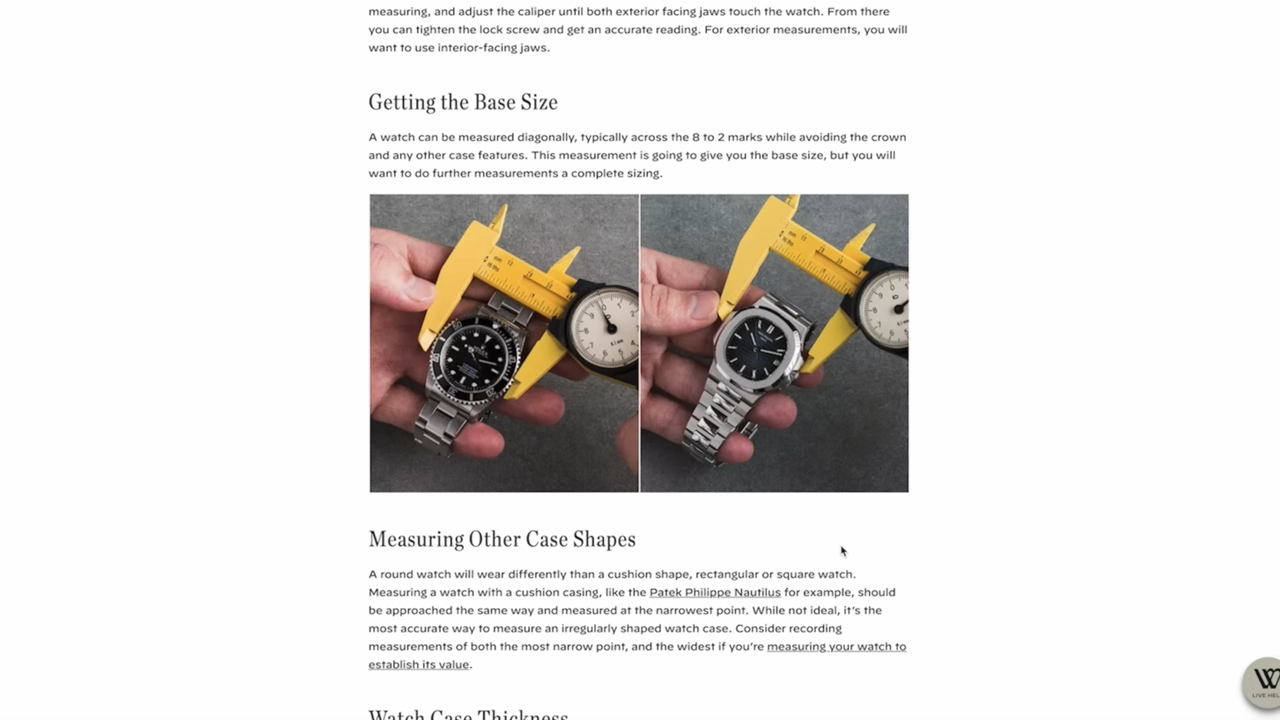 measuring, and adjust the caliper until both exterior facing jaws touch the watch. From there
you can tighten the lock screw and get an accurate reading. For exterior measurements, you will
want to use interior-facing jaws.
Getting the Base Size
A watch can be measured diagonally, typically across the 8 to 2 marks while avoiding the crown
and any other case features. This measurement is going to give you the base size, but you will
want to do further measurements a complete sizing.
Measuring Other Case Shapes
A round watch will wear differently than a cushion shape, rectangular or square watch.
Measuring a watch with a cushion casing, like the Patek Philippe Nautilus for example, should
be approached the same way and measured at the narrowest point. While not ideal, it's the
most accurate way to measure an irregularly shaped watch case. Consider recording
measurements of both the most narrow point, and the widest if you're measuring your watch to
establish its value.
Watch Case Thickness
LIVE HEL